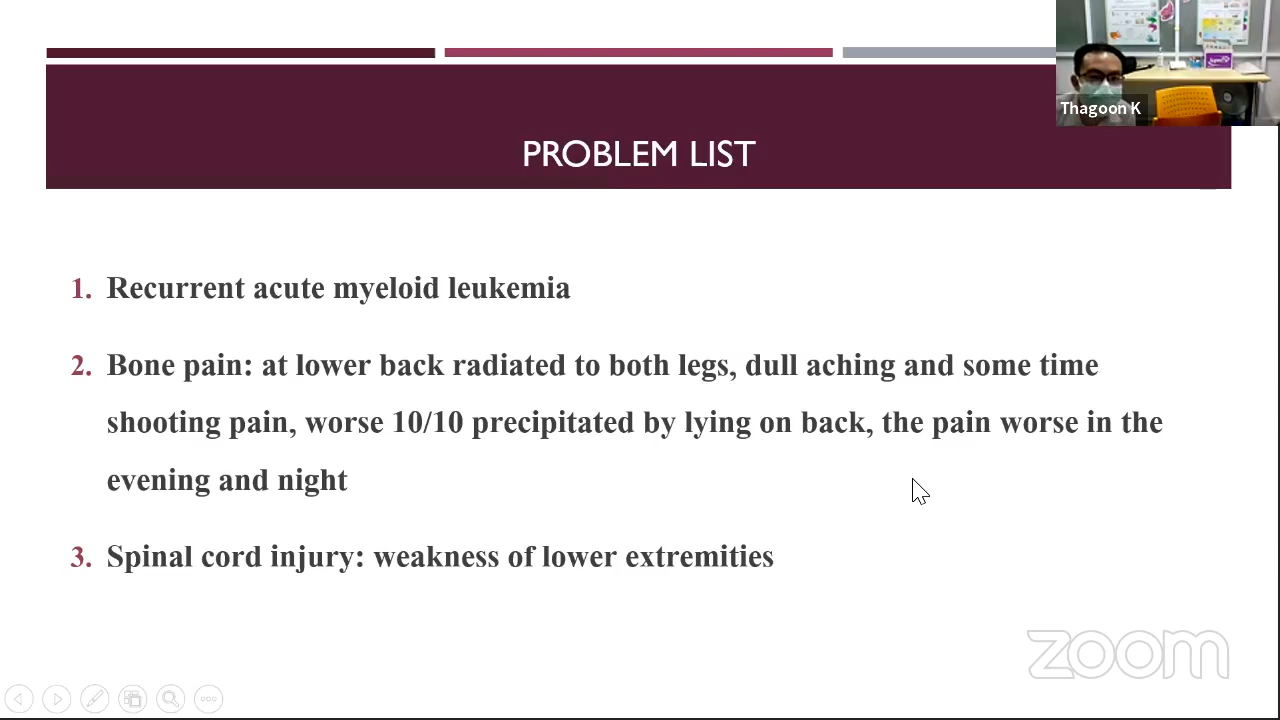 Thagoon K
PROBLEM LIST
1. Recurrent acute myeloid leukemia
2. Bone pain: at lower back radiated to both legs, dull aching and some time
shooting pain, worse 10/10 precipitated by lying on back, the pain worse in the
evening and night
3. Spinal cord injury: weakness of lower extremities
zoom